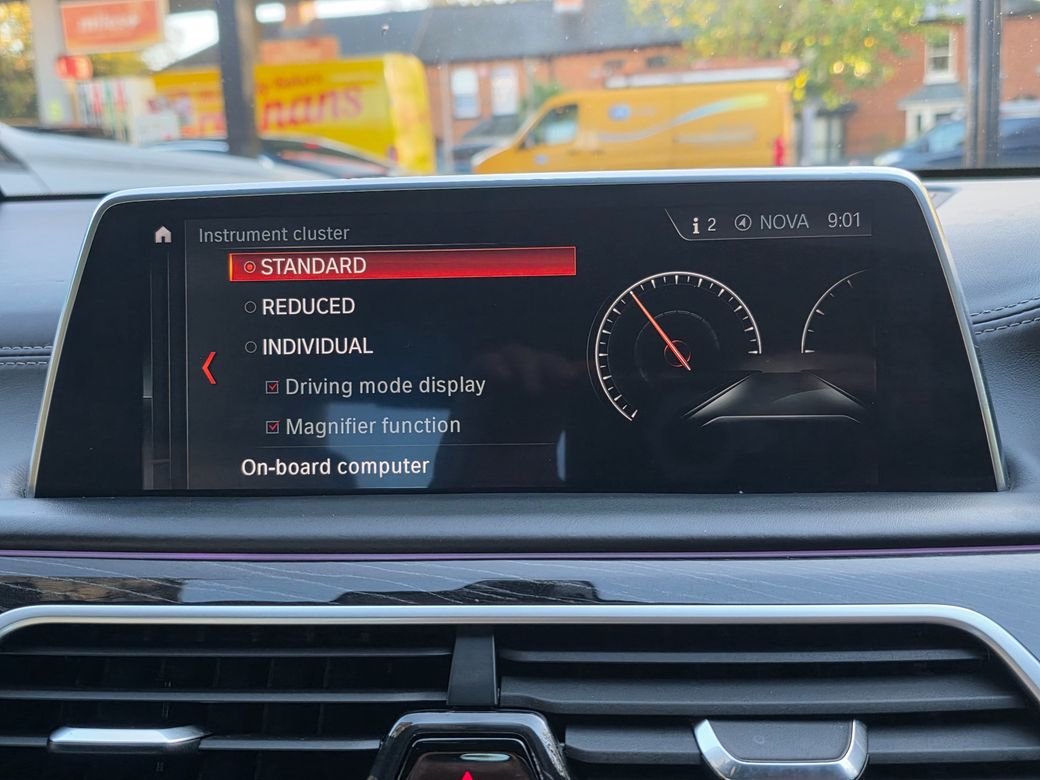 Instrument cluster
2 NOVA 9:01
STANDARD
REDUCED
INDIVIDUAL
Driving mode display
Magnifier function
On-board computer